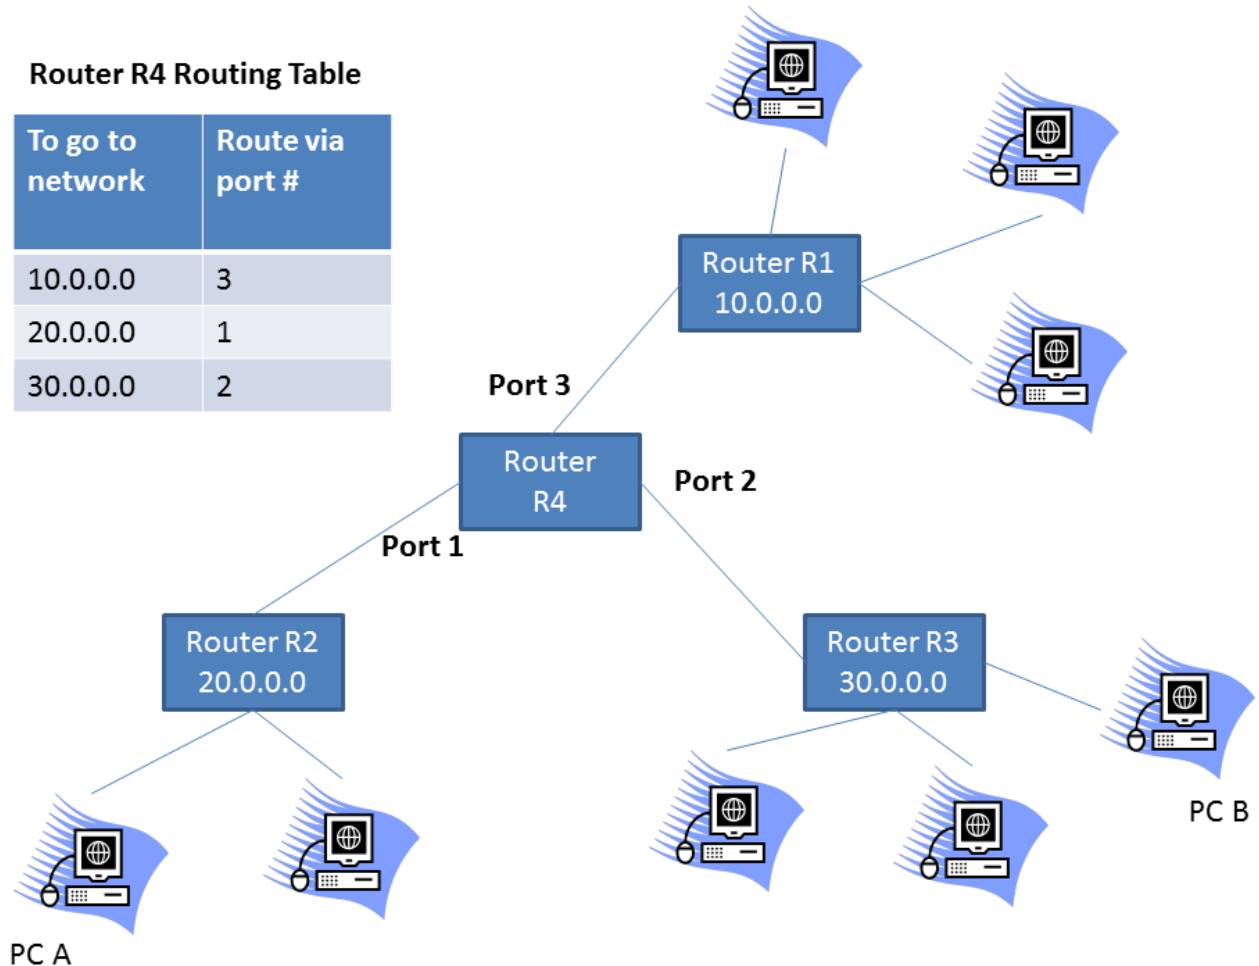 Router R4 Routing Table
To go to network
Route via port #
10.0.0.0
3
20.0.0.0
1
30.0.0.0
2
Router R1
10.0.0.0
Port 3
Router
R4
Port 2
Port 1
Router R2
20.0.0.0
Router R3
30.0.0.0
PC B
PC A